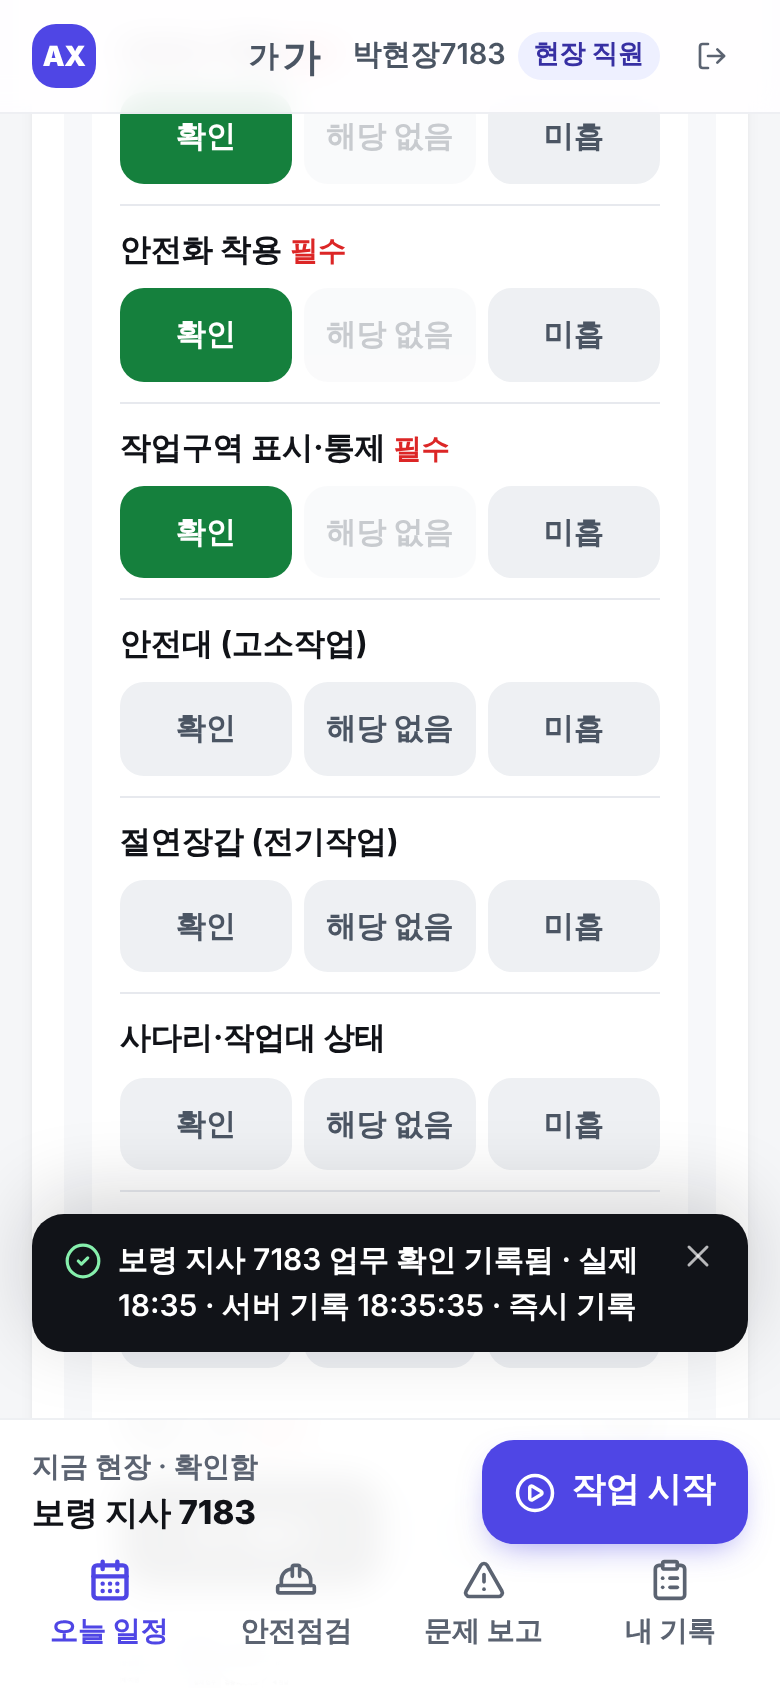 AX
가가 박현장7183 현장 직원
확인 해당 없음 미흡
안전화 착용 필수
확인 해당 없음 미흡
작업구역 표시·통제 필수
확인 해당 없음 미흡
안전대 (고소작업)
확인 해당 없음 미흡
절연장갑 (전기작업)
확인 해당 없음 미흡
사다리·작업대 상태
확인 해당 없음 미흡
보령 지사 7183 업무 확인 기록됨 · 실제
18:35 · 서버 기록 18:35:35 · 즉시 기록
지금 현장 · 확인함
보령 지사 7183
작업 시작
오늘 일정 안전점검 문제 보고 내 기록